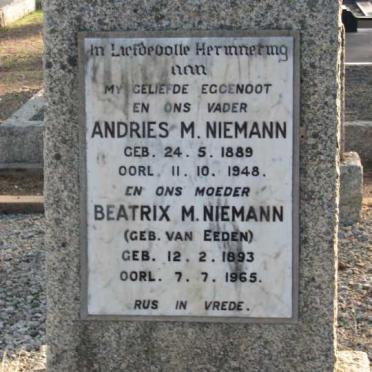 In Liefdevolle Herinnering
aan
MY GELIEFDE EGGENOOT
EN ONS VADER
ANDRIES M. NIEMANN
GEB. 24. 5. 1889
OORL. 11. 10. 1948.
EN ONS MOEDER
BEATRIX M. NIEMANN
(GEB. VAN EEDEN)
GEB. 12. 2. 1893
OORL. 7. 7. 1965.
RUS IN VREDE.